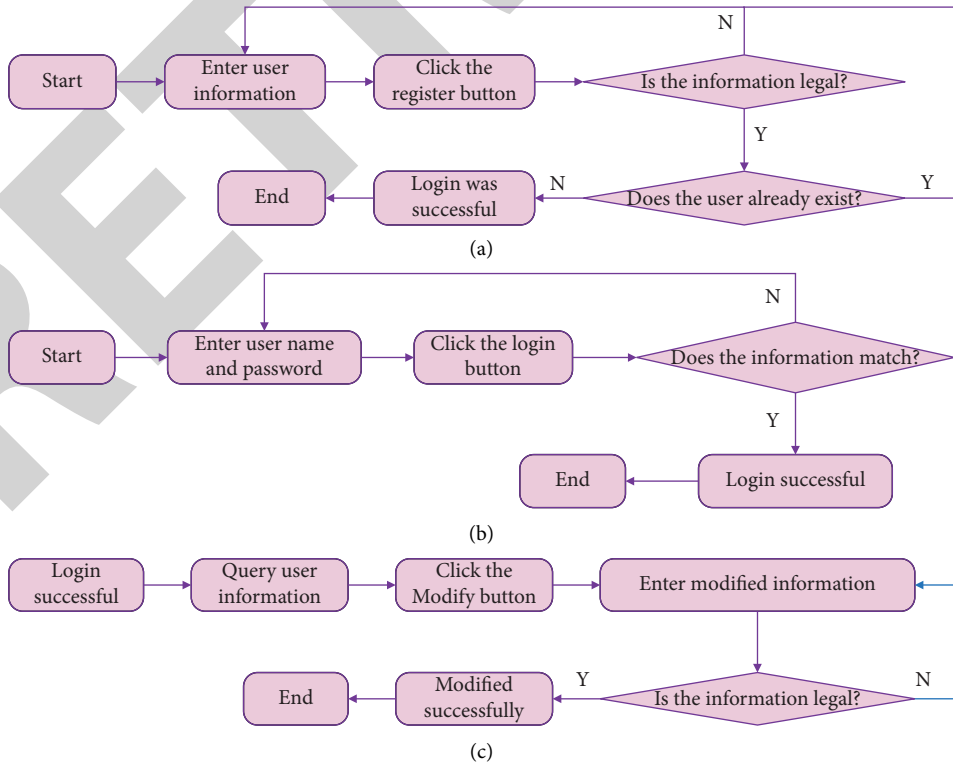 N
Start
Enter user
information
Click the
register button
Is the information legal?
Y
End
Login was
successful
N
Does the user already exist?
Y
(a)
N
Start
Enter user name
and password
Click the login
button
Does the information match?
Y
End
Login successful
(b)
Login
successful
Query user
information
Click the
Modify button
Enter modified information
End
Modified
successfully
Y
Is the information legal?
N
(c)